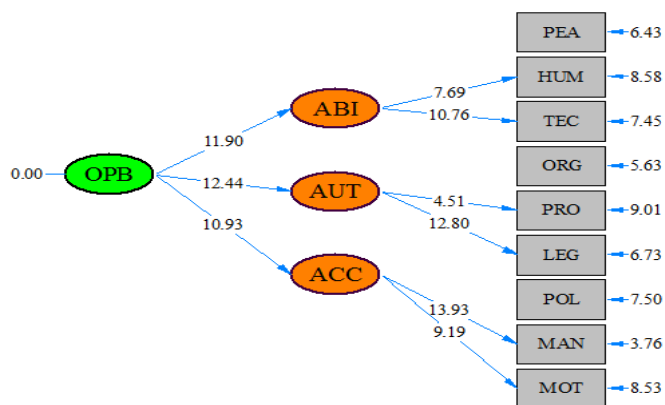 PEA 6.43
HUM 8.58
ABI 7.69
10.76 TEC 7.45
11.90
0.00 OPB ORG 5.63
12.44 AUT 4.51 PRO 9.01
10.93 12.80
LEG 6.73
ACC
13.93 POL 7.50
9.19 MAN 3.76
MOT 8.53